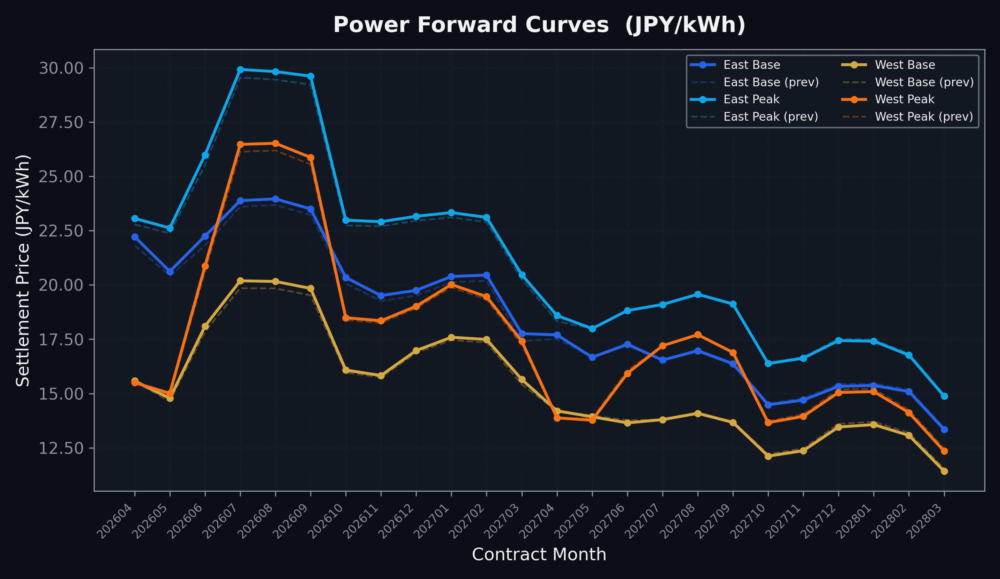 Power Forward Curves  (JPY/kWh)
East Base
East Base (prev)
East Peak
East Peak (prev)
West Base
West Base (prev)
West Peak
West Peak (prev)
Settlement Price (JPY/kWh)
30.00
27.50
25.00
22.50
20.00
17.50
15.00
12.50
202604
202605
202606
202607
202608
202609
202610
202611
202612
202701
202702
202703
202704
202705
202706
202707
202708
202709
202710
202711
202712
202801
202802
202803
Contract Month